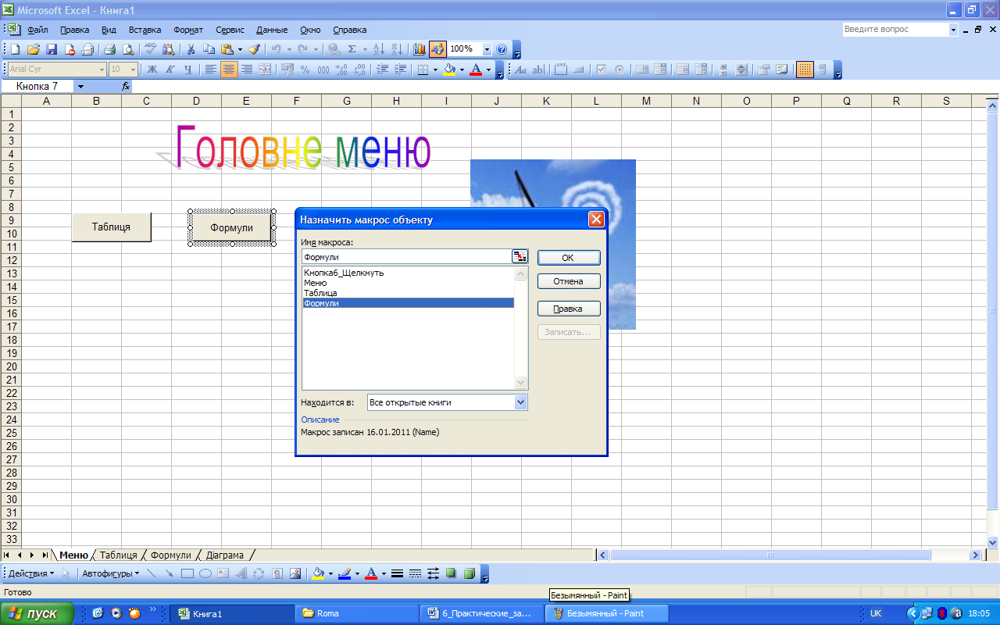 Microsoft Excel - Книга1
Файл Правка Вид Вставка Формат Сервис Данные Окно Справка
Введите вопрос
100%
Arial Cyr 10 Ж К Ч
Кнопка 7 fx
A B C D E F G H I J K L M N O P Q R S
1
2
3
4
5
6
7
8
9
10
11
12
13
14
15
16
17
18
19
20
21
22
23
24
25
26
27
28
29
30
31
32
33
Головне меню
Таблиця
Формули
Назначить макрос объекту
Имя макроса:
Формули
Кнопка6_Щелкнуть
Меню
Таблица
Формули
ОК
Отмена
Правка
Записать...
Находится в: Все открытые книги
Описание
Макрос записан 16.01.2011 (Name)
Меню Таблиця Формули Діаграма
Действия Автофигуры
Готово
Безымянный - Paint
пуск Книга1 Roma 6_Практические_за... Безымянный - Paint UK 18:05